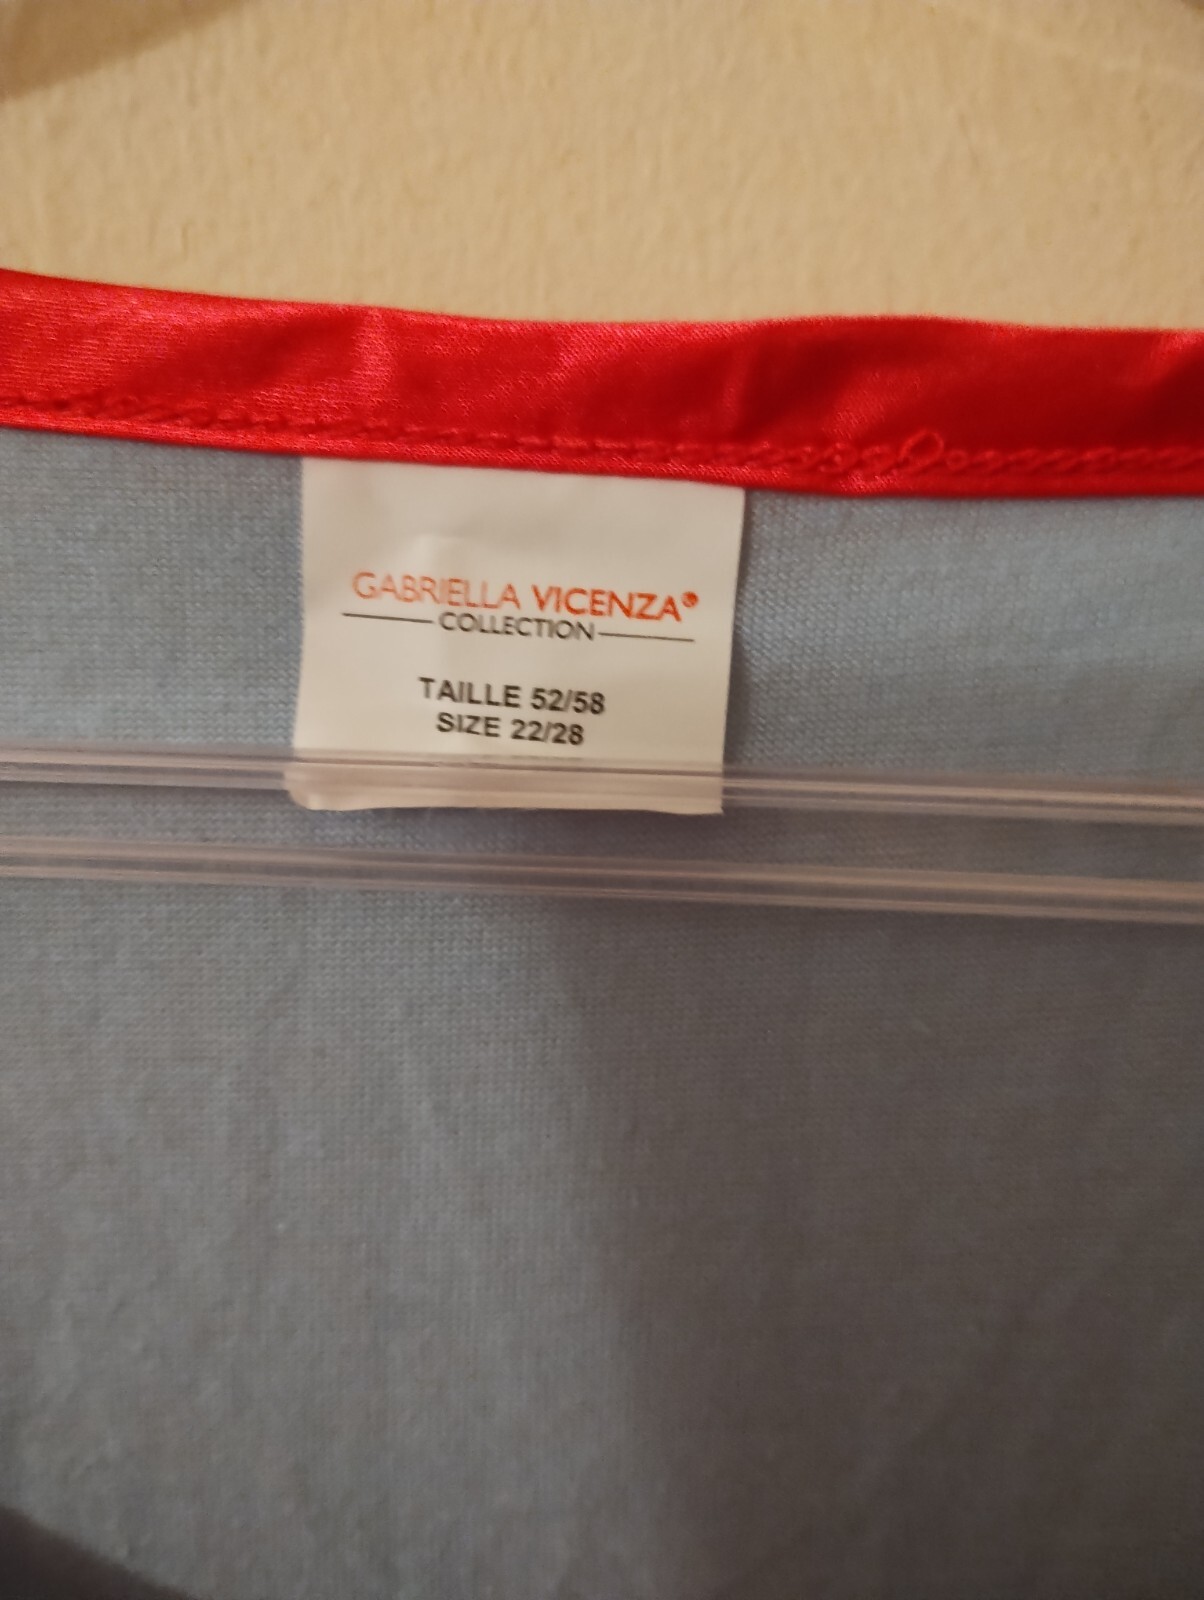 GABRIELLA VICENZA®
COLLECTION
TAILLE 52/58
SIZE 22/28